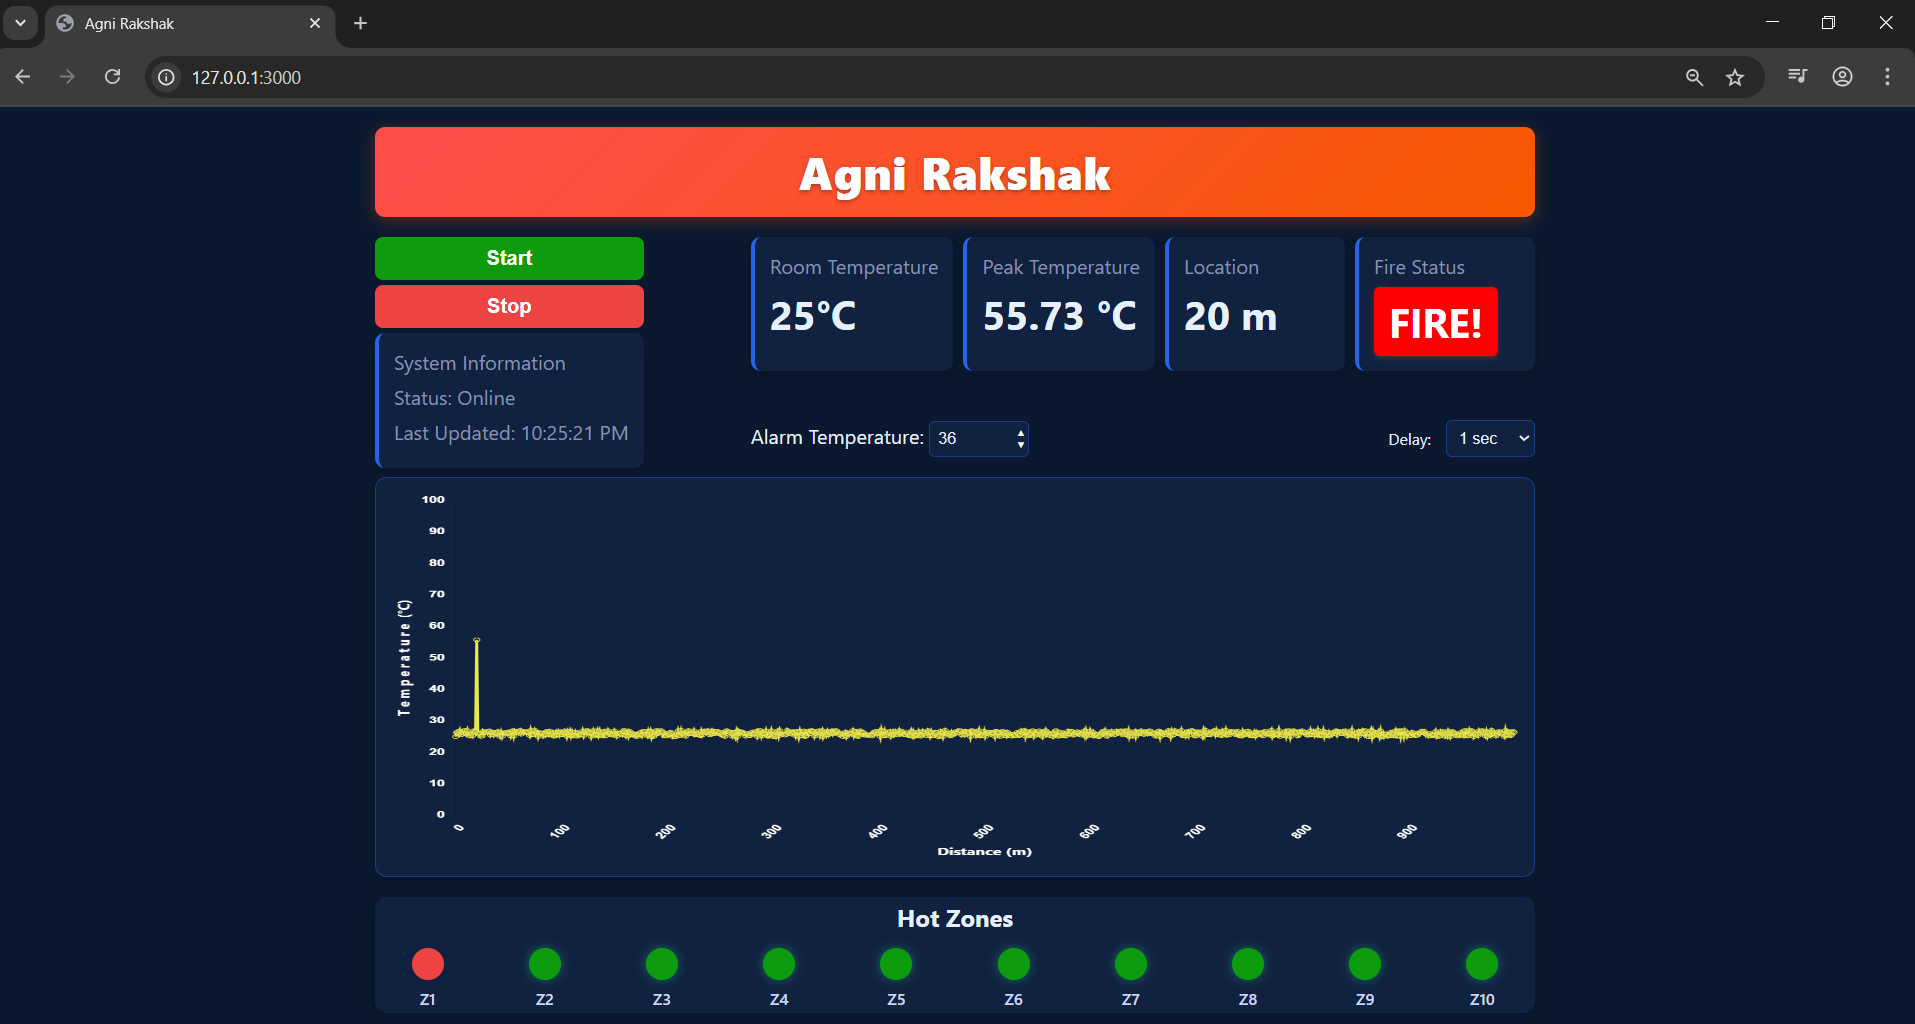 Agni Rakshak
127.0.0.1:3000
Agni Rakshak
Start
Stop
System Information
Status: Online
Last Updated: 10:25:21 PM
Room Temperature
25°C
Peak Temperature
55.73 °C
Location
20 m
Fire Status
FIRE!
Alarm Temperature: 36
Delay: 1 sec
Temperature (°C)
100
90
80
70
60
50
40
30
20
10
0
0 100 200 300 400 500 600 700 800 900
Distance (m)
Hot Zones
Z1 Z2 Z3 Z4 Z5 Z6 Z7 Z8 Z9 Z10